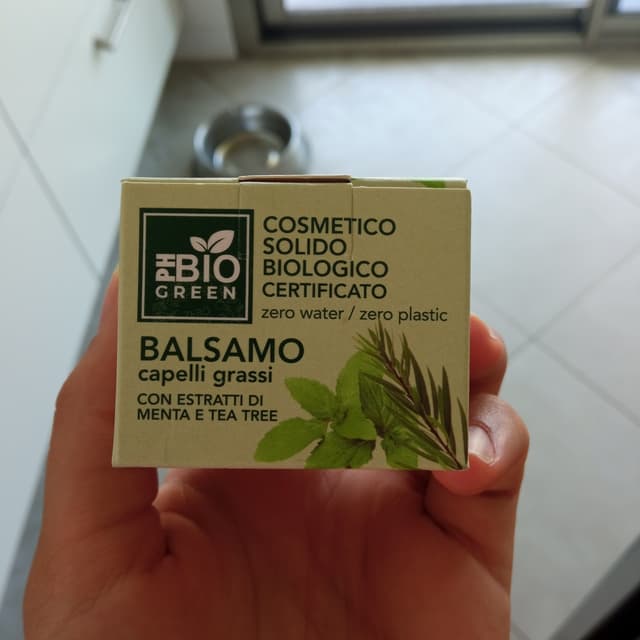 PH BIO
GREEN
COSMETICO
SOLIDO
BIOLOGICO
CERTIFICATO
zero water / zero plastic
BALSAMO
capelli grassi
CON ESTRATTI DI
MENTA E TEA TREE